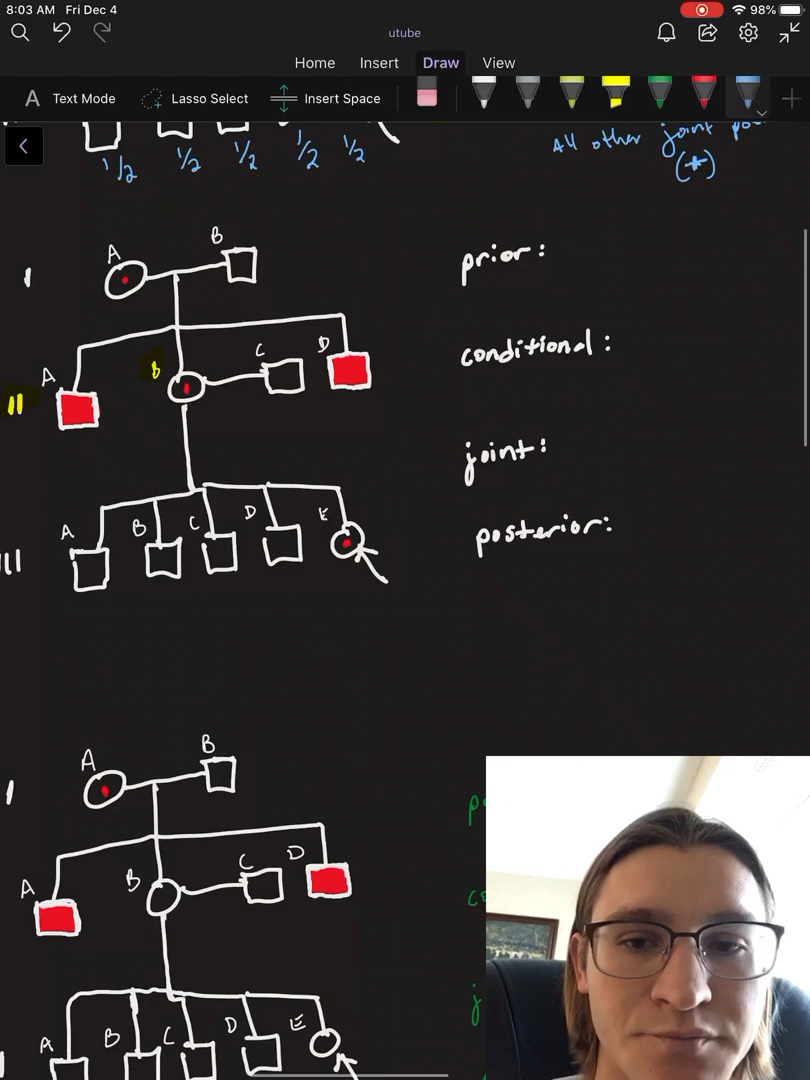 8:03 AM Fri Dec 4
98%
utube
Home Insert Draw View
A Text Mode Lasso Select Insert Space
All other joint
1/2 1/2 1/2 1/2 1/2
(*)
A B
I
prior:
conditional:
A B C D
II
joint:
A B C D E
posterior:
III
A B
I
A B C D
A B C D E
j